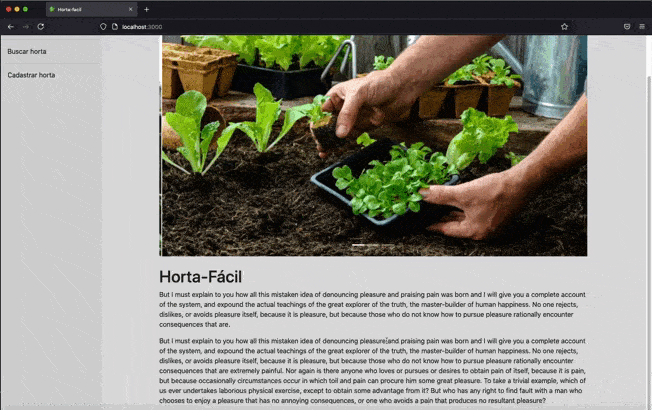 Horta-facil
localhost:3000
Buscar horta
Cadastrar horta
Horta-Fácil
But I must explain to you how all this mistaken idea of denouncing pleasure and praising pain was born and I will give you a complete account
of the system, and expound the actual teachings of the great explorer of the truth, the master-builder of human happiness. No one rejects,
dislikes, or avoids pleasure itself, because it is pleasure, but because those who do not know how to pursue pleasure rationally encounter
consequences that are.
But I must explain to you how all this mistaken idea of denouncing pleasure and praising pain was born and I will give you a complete account
of the system, and expound the actual teachings of the great explorer of the truth, the master-builder of human happiness. No one rejects,
dislikes, or avoids pleasure itself, because it is pleasure, but because those who do not know how to pursue pleasure rationally encounter
consequences that are extremely painful. Nor again is there anyone who loves or pursues or desires to obtain pain of itself, because it is pain,
but because occasionally circumstances occur in which toil and pain can procure him some great pleasure. To take a trivial example, which of
us ever undertakes laborious physical exercise, except to obtain some advantage from it? But who has any right to find fault with a man who
chooses to enjoy a pleasure that has no annoying consequences, or one who avoids a pain that produces no resultant pleasure?